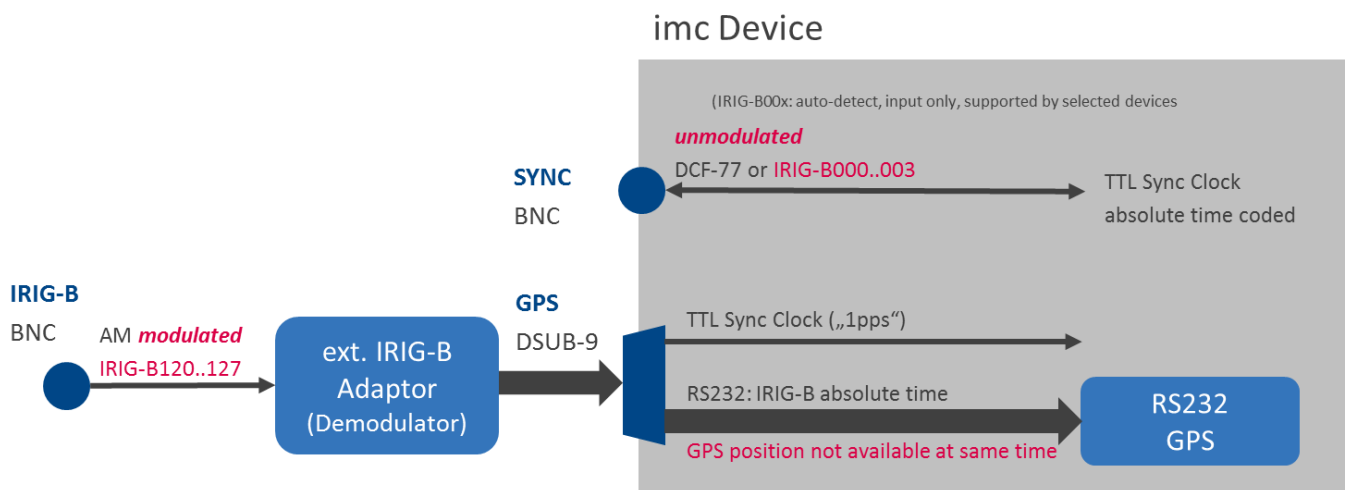 imc Device
(IRIG-B00x: auto-detect, input only, supported by selected devices
unmodulated
SYNC
DCF-77 or IRIG-B000..003
BNC
TTL Sync Clock
absolute time coded
IRIG-B
BNC
AM modulated
IRIG-B120..127
ext. IRIG-B
Adaptor
(Demodulator)
GPS
DSUB-9
TTL Sync Clock („1pps“)
RS232: IRIG-B absolute time
GPS position not available at same time
RS232
GPS